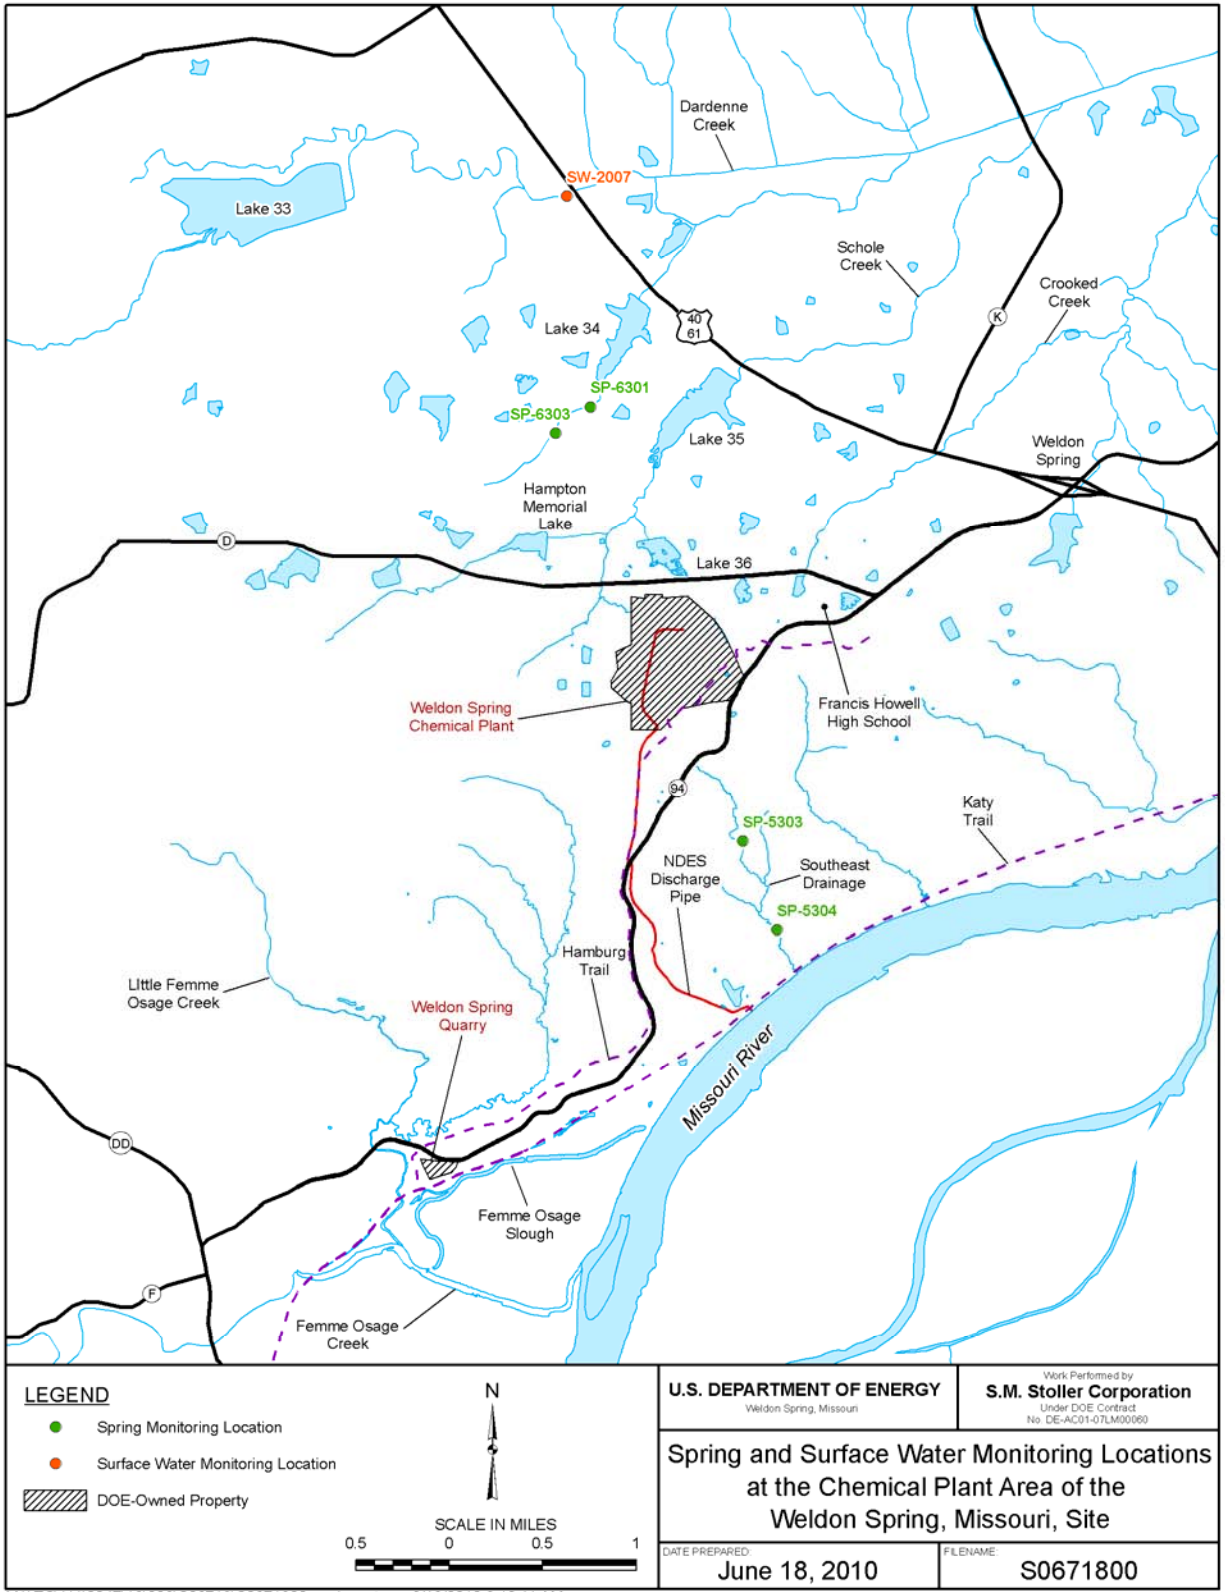 Dardenne
Creek
SW-2007
Lake 33
Schole
Creek
Crooked
Creek
Lake 34
40
61
K
SP-6301
SP-6303
Lake 35
Weldon
Spring
Hampton
Memorial
Lake
D
Lake 36
Weldon Spring
Chemical Plant
Francis Howell
High School
94
Katy
Trail
SP-5303
NDES
Discharge
Pipe
Southeast
Drainage
SP-5304
Hamburg
Trail
LIttle Femme
Osage Creek
Weldon Spring
Quarry
Missouri River
DD
Femme Osage
Slough
F
Femme Osage
Creek
LEGEND
Spring Monitoring Location
Surface Water Monitoring Location
DOE-Owned Property
N
SCALE IN MILES
0.5 0 0.5 1
U.S. DEPARTMENT OF ENERGY
Weldon Spring, Missouri
Work Performed by
S.M. Stoller Corporation
Under DOE Contract
No. DE-AC01-07LM00060
Spring and Surface Water Monitoring Locations
at the Chemical Plant Area of the
Weldon Spring, Missouri, Site
DATE PREPARED:
June 18, 2010
FILENAME:
S0671800